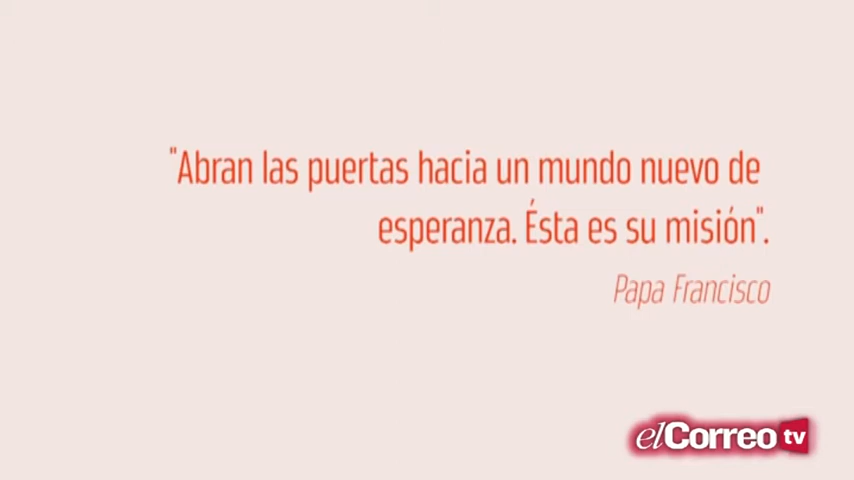 "Abran las puertas hacia un mundo nuevo de
esperanza. Ésta es su misión".
Papa Francisco
elCorreo tv